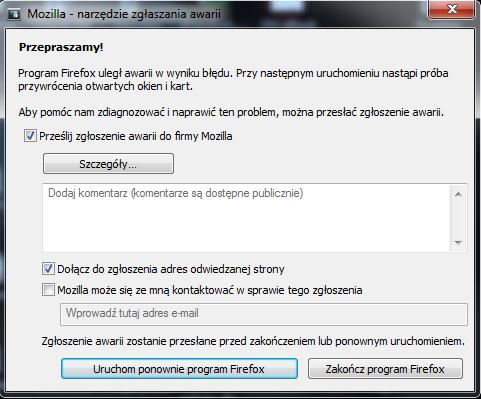 Mozilla - narzędzie zgłaszania awarii
Przepraszamy!
Program Firefox uległ awarii w wyniku błędu. Przy następnym uruchomieniu nastąpi próba
przywrócenia otwartych okien i kart.
Aby pomóc nam zdiagnozować i naprawić ten problem, można przesłać zgłoszenie awarii.
Prześlij zgłoszenie awarii do firmy Mozilla
Szczegóły...
Dodaj komentarz (komentarze są dostępne publicznie)
Dołącz do zgłoszenia adres odwiedzanej strony
Mozilla może się ze mną kontaktować w sprawie tego zgłoszenia
Wprowadź tutaj adres e-mail
Zgłoszenie awarii zostanie przesłane przed zakończeniem lub ponownym uruchomieniem.
Uruchom ponownie program Firefox
Zakończ program Firefox